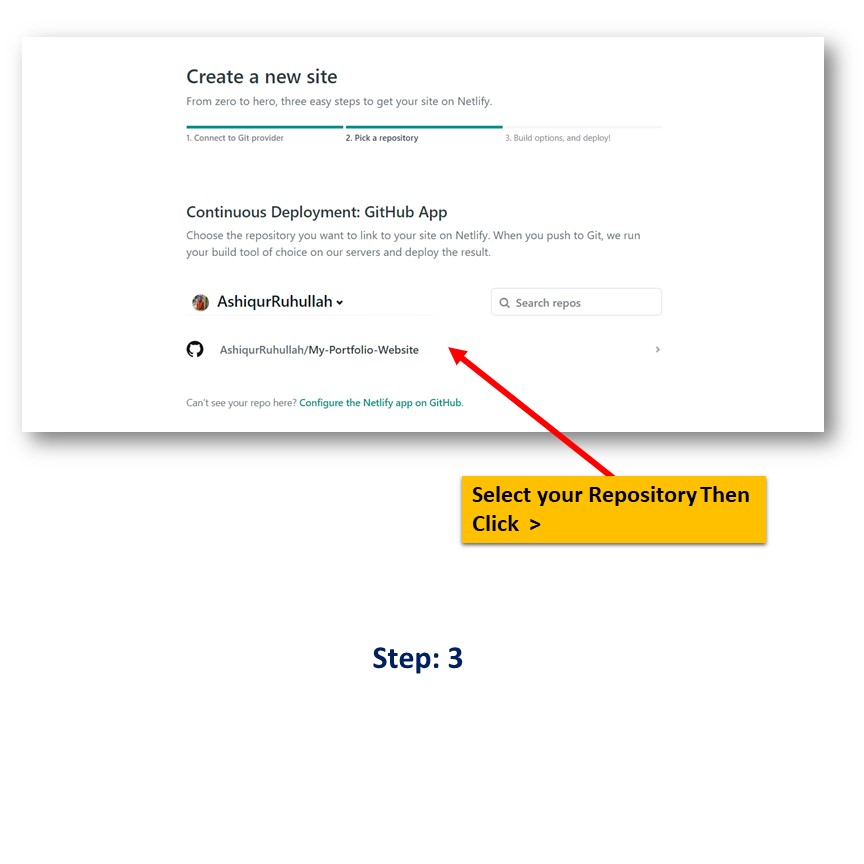 Create a new site
From zero to hero, three easy steps to get your site on Netlify.
1. Connect to Git provider
2. Pick a repository
3. Build options, and deploy!
Continuous Deployment: GitHub App
Choose the repository you want to link to your site on Netlify. When you push to Git, we run
your build tool of choice on our servers and deploy the result.
AshiqurRuhullah
Search repos
AshiqurRuhullah/My-Portfolio-Website
Can't see your repo here? Configure the Netlify app on GitHub.
Select your Repository Then
Click >
Step: 3